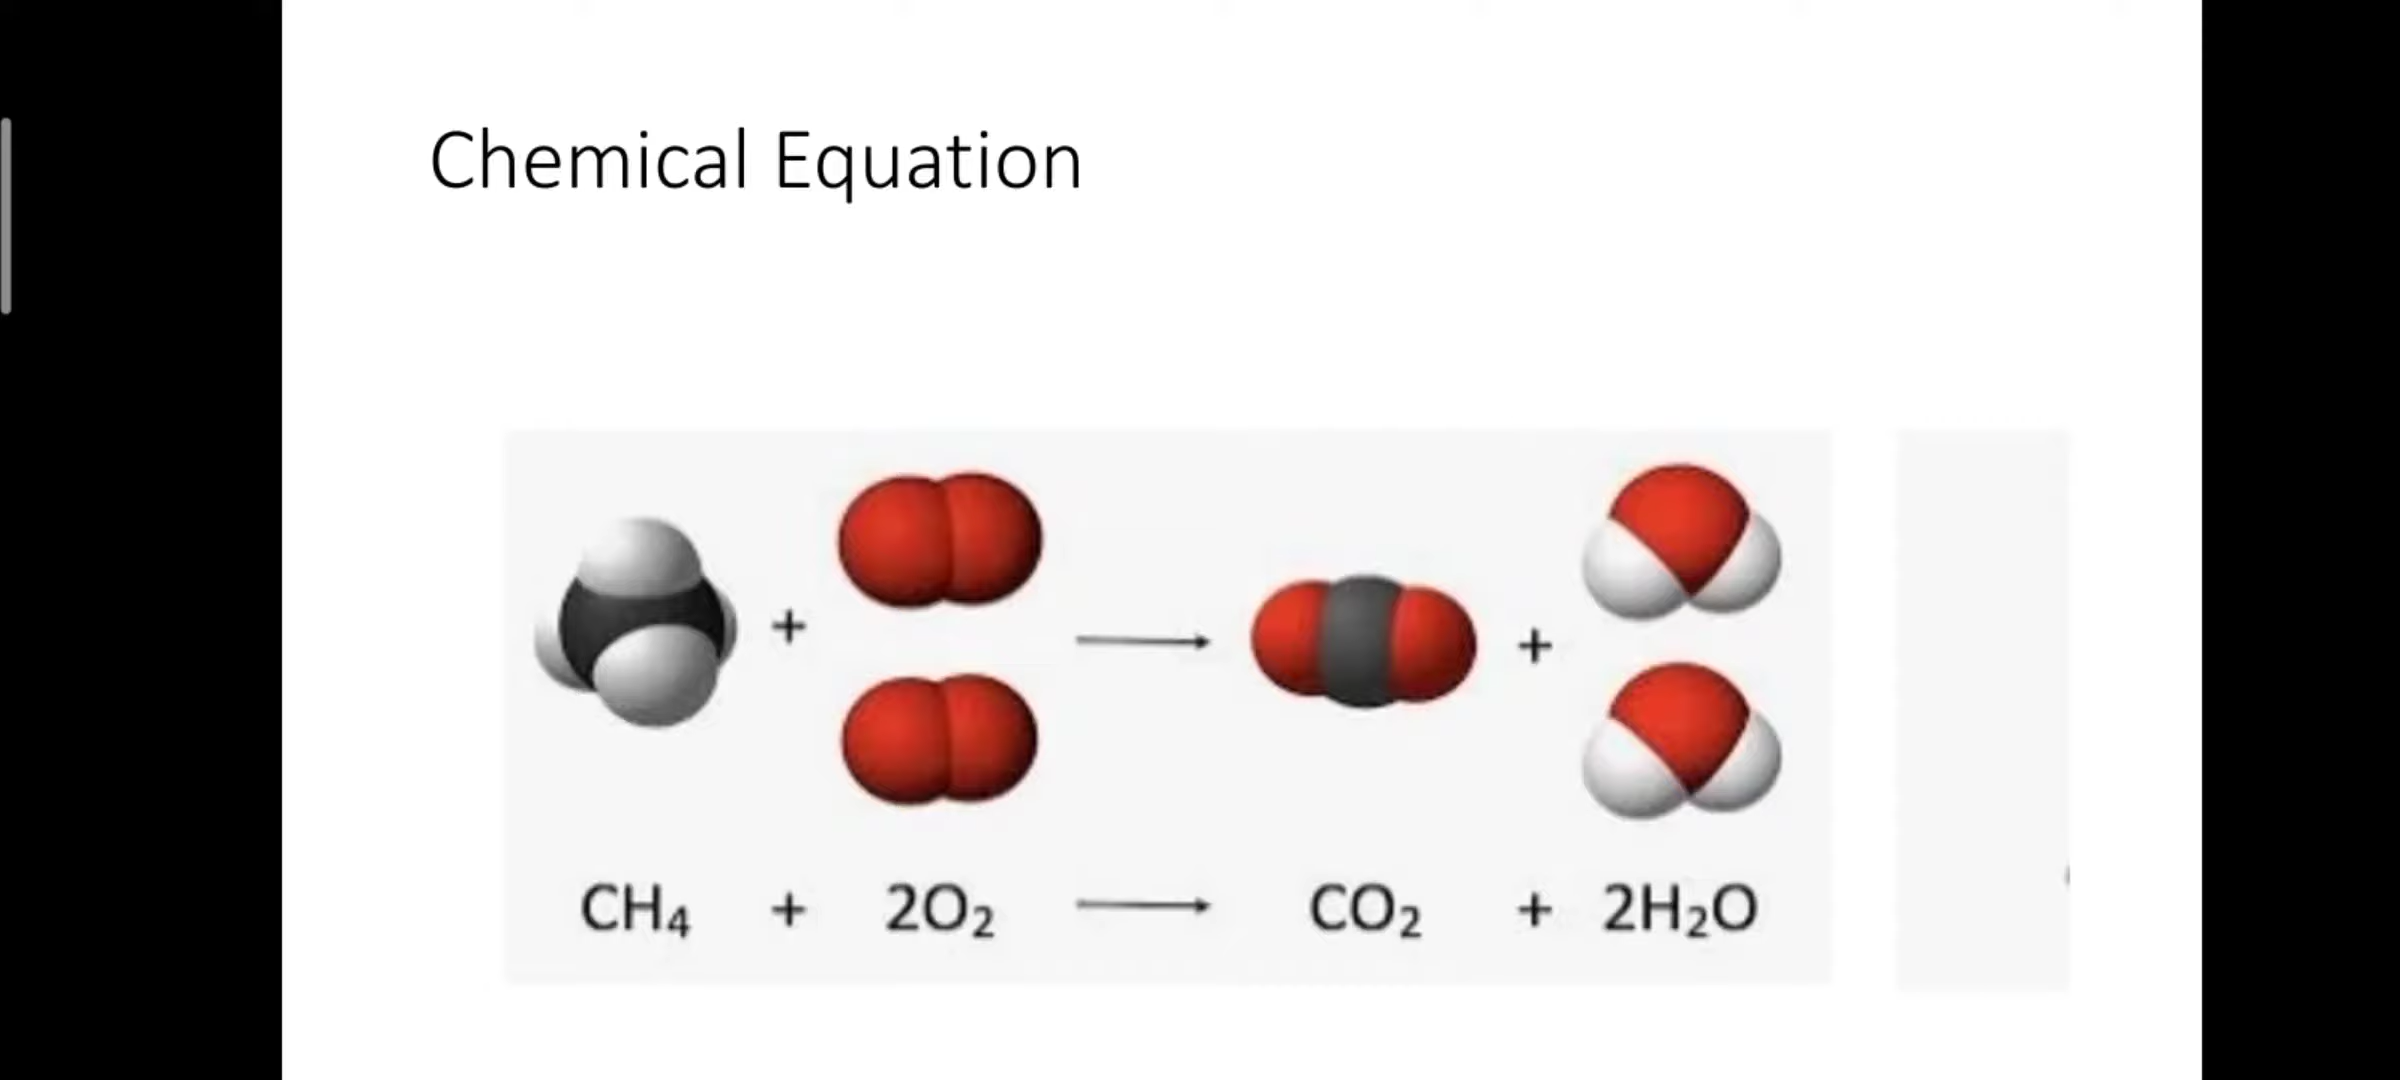 Chemical Equation
+ → +
CH₄ + 2O₂ → CO₂ + 2H₂O